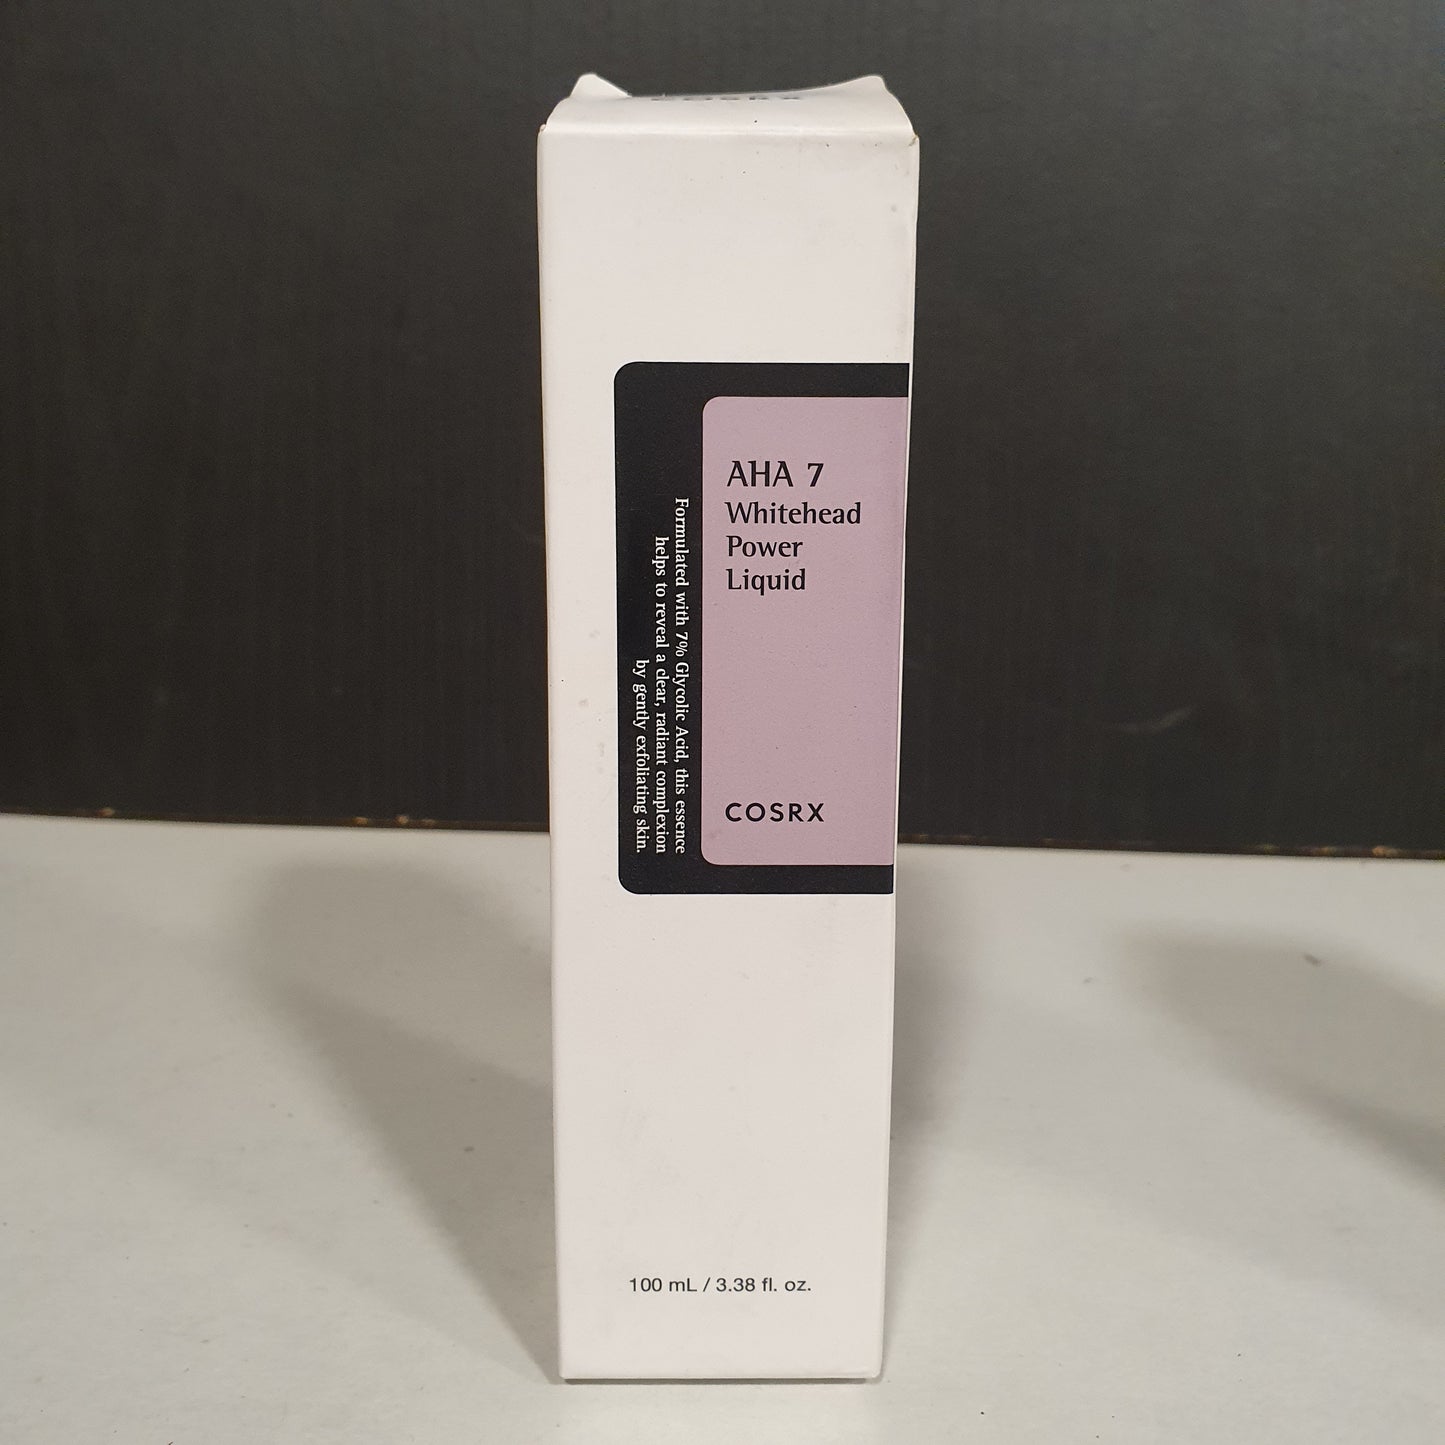 COSRX
AHA 7
Whitehead
Power
Liquid
Formulated with 7% Glycolic Acid, this essence
helps to reveal a clear, radiant complexion
by gently exfoliating skin.
COSRX
100 mL / 3.38 fl. oz.